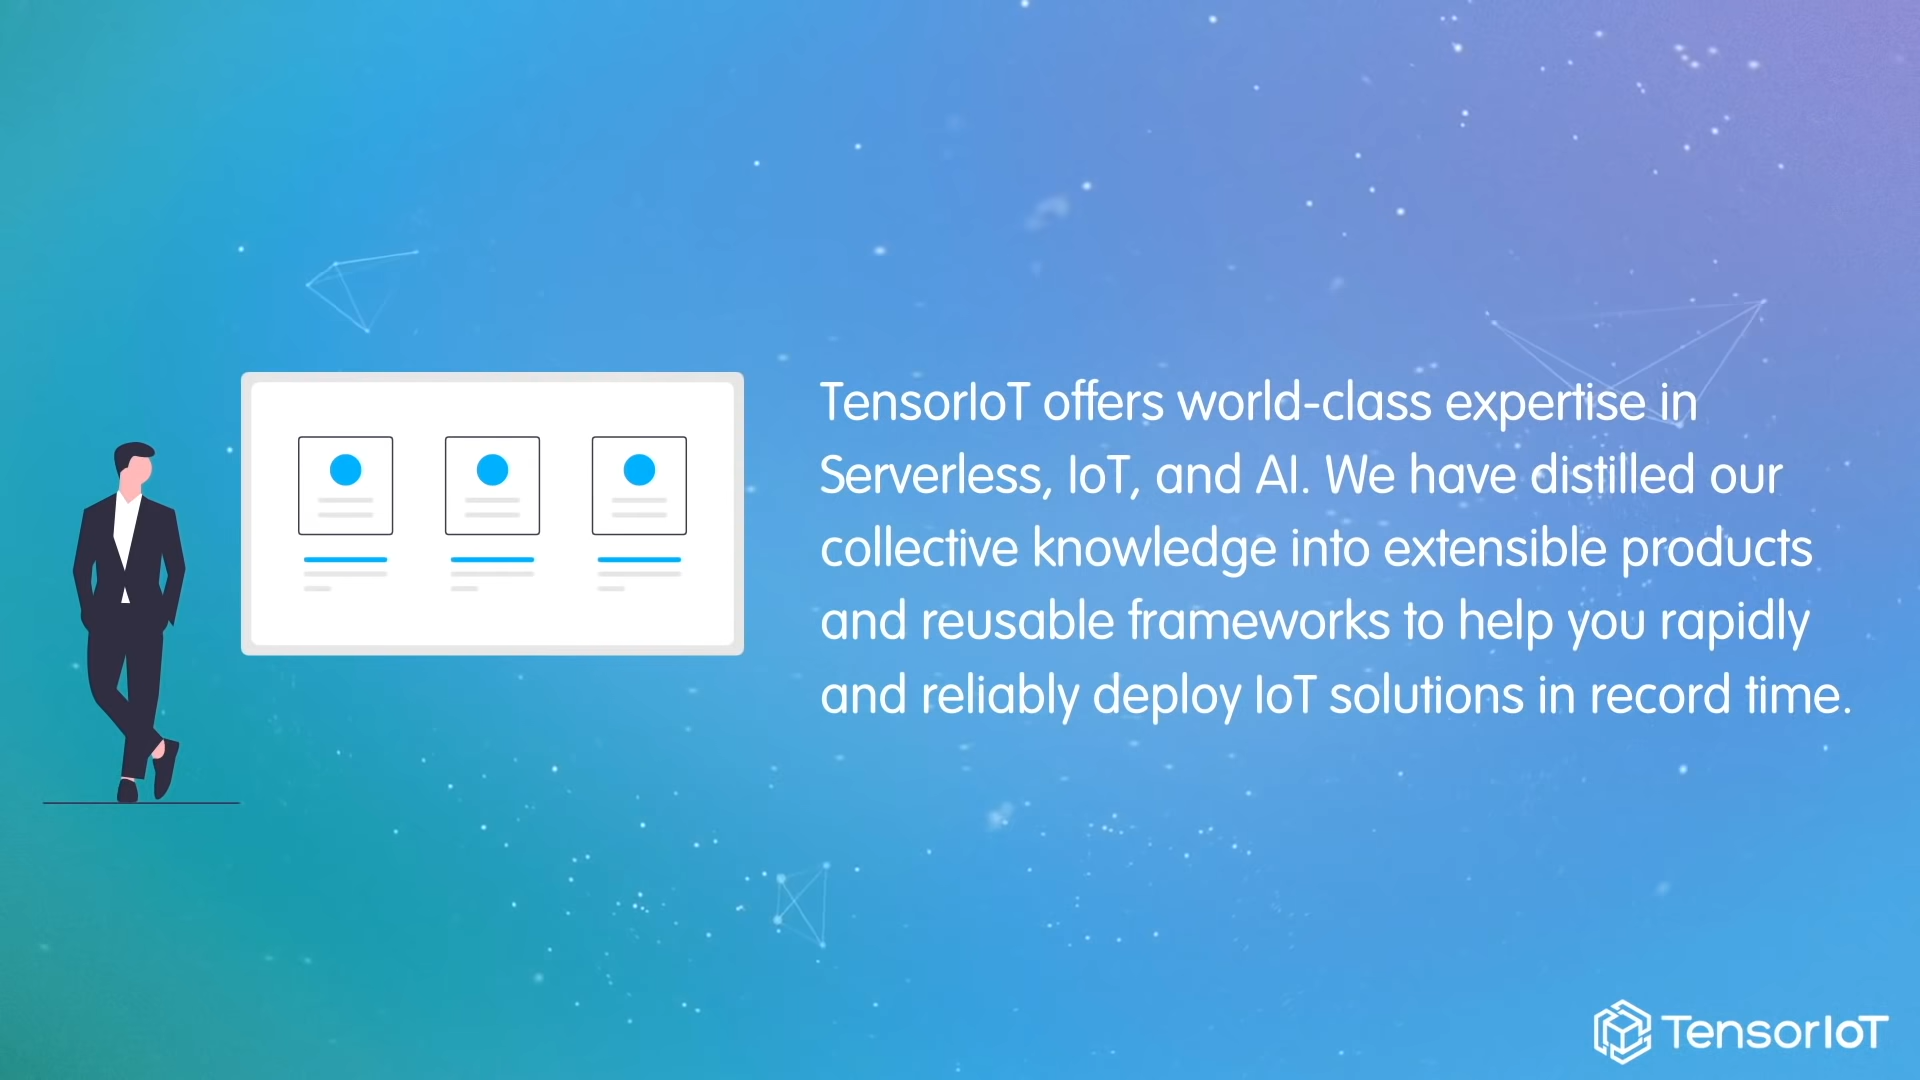 TensorIoT offers world-class expertise in
Serverless, IoT, and AI. We have distilled our
collective knowledge into extensible products
and reusable frameworks to help you rapidly
and reliably deploy IoT solutions in record time.
TensorIoT